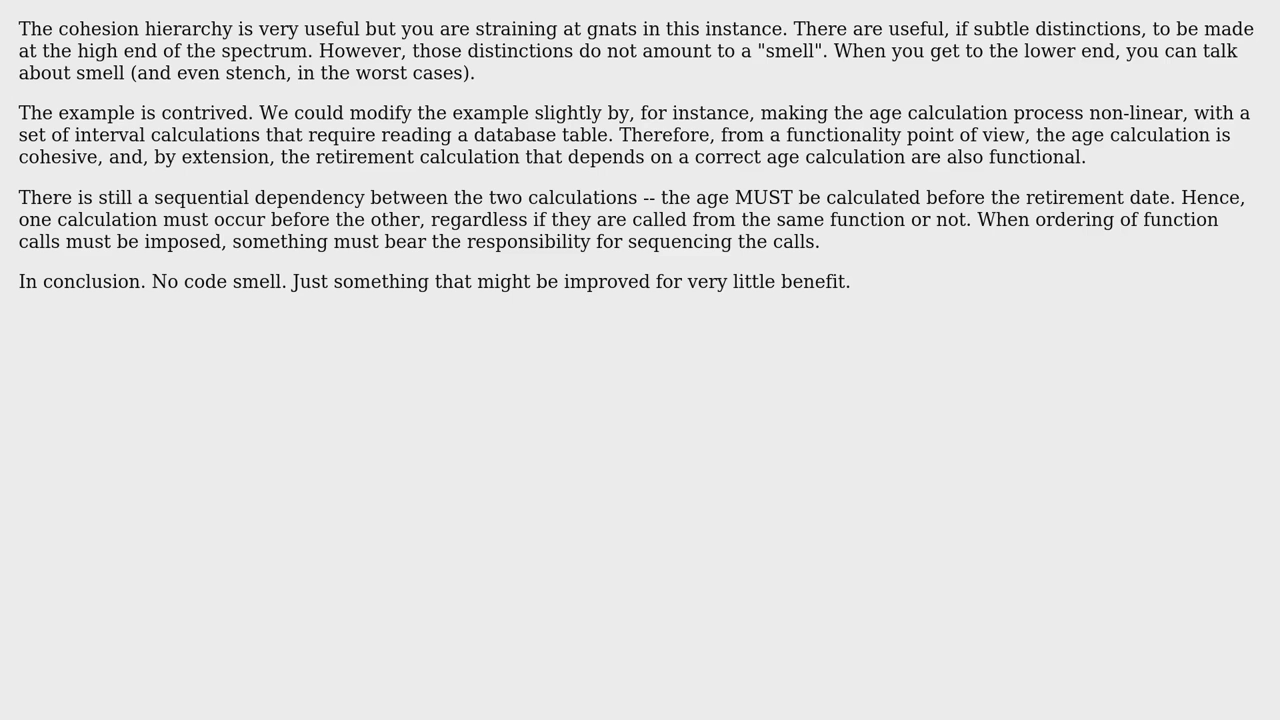 The cohesion hierarchy is very useful but you are straining at gnats in this instance. There are useful, if subtle distinctions, to be made
at the high end of the spectrum. However, those distinctions do not amount to a "smell". When you get to the lower end, you can talk
about smell (and even stench, in the worst cases).
The example is contrived. We could modify the example slightly by, for instance, making the age calculation process non-linear, with a
set of interval calculations that require reading a database table. Therefore, from a functionality point of view, the age calculation is
cohesive, and, by extension, the retirement calculation that depends on a correct age calculation are also functional.
There is still a sequential dependency between the two calculations -- the age MUST be calculated before the retirement date. Hence,
one calculation must occur before the other, regardless if they are called from the same function or not. When ordering of function
calls must be imposed, something must bear the responsibility for sequencing the calls.
In conclusion. No code smell. Just something that might be improved for very little benefit.